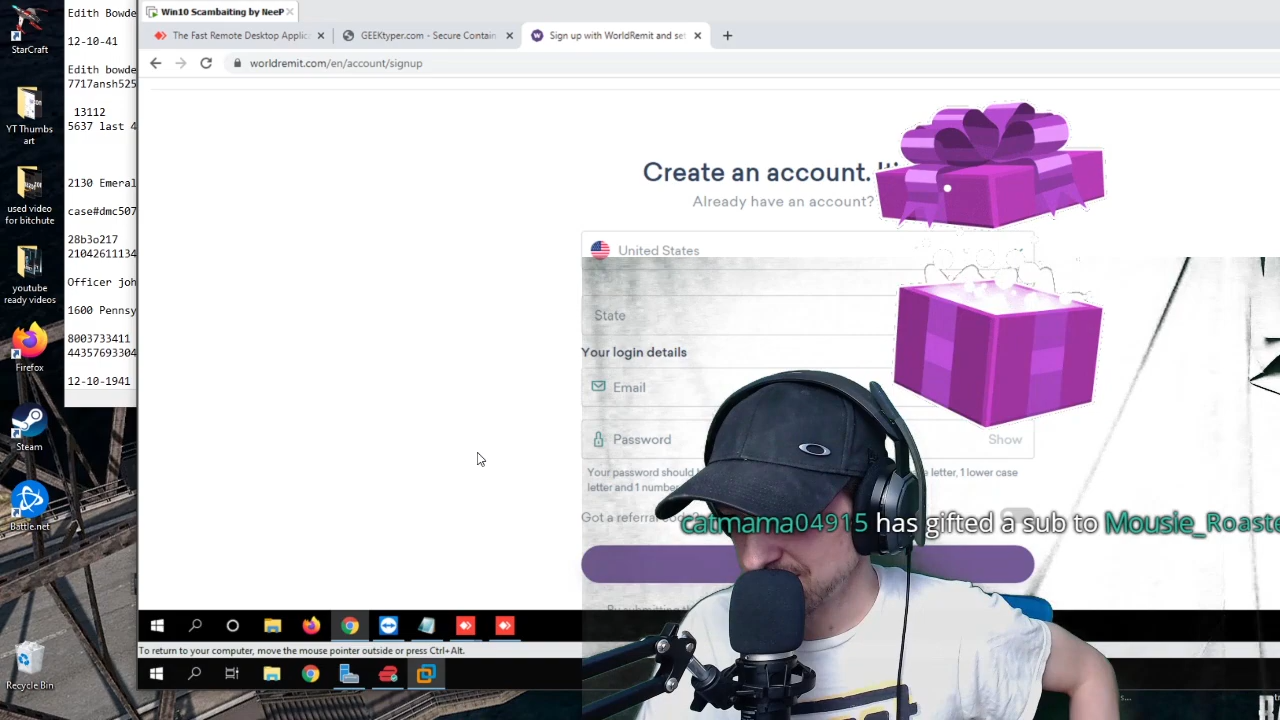 StarCraft
YT Thumbs
art
used video
for bitchute
youtube
ready videos
Firefox
Steam
Battle.net
Recycle Bin
Edith Bowde
12-10-41
Edith bowde
7717ansh525
13112
5637 last 4
2130 Emeral
case#dmc507
28b3o217
21042611134
Officer joh
1600 Pennsy
8003733411
44357693304
12-10-1941
Win10 Scambaiting by NeeP
The Fast Remote Desktop Applic
GEEKtyper.com - Secure Contain
Sign up with WorldRemit and se
worldremit.com/en/account/signup
Create an account.
Already have an account?
United States
State
Your login details
Email
Password
Show
Your password should letter, 1 lower case
letter and 1 number
Got a referral code?
catmama04915 has gifted a sub to Mousie_Roaste
By submitting
To return to your computer, move the mouse pointer outside or press Ctrl+Alt.